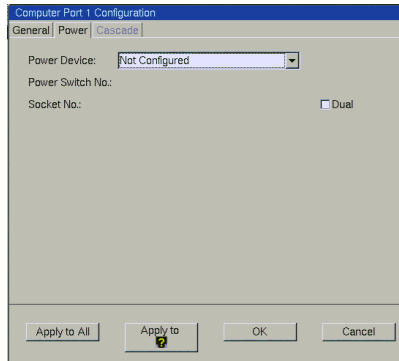 Computer Port 1 Configuration
General Power Cascade
Power Device: Not Configured
Power Switch No.:
Socket No.: Dual
Apply to All Apply to ? OK Cancel